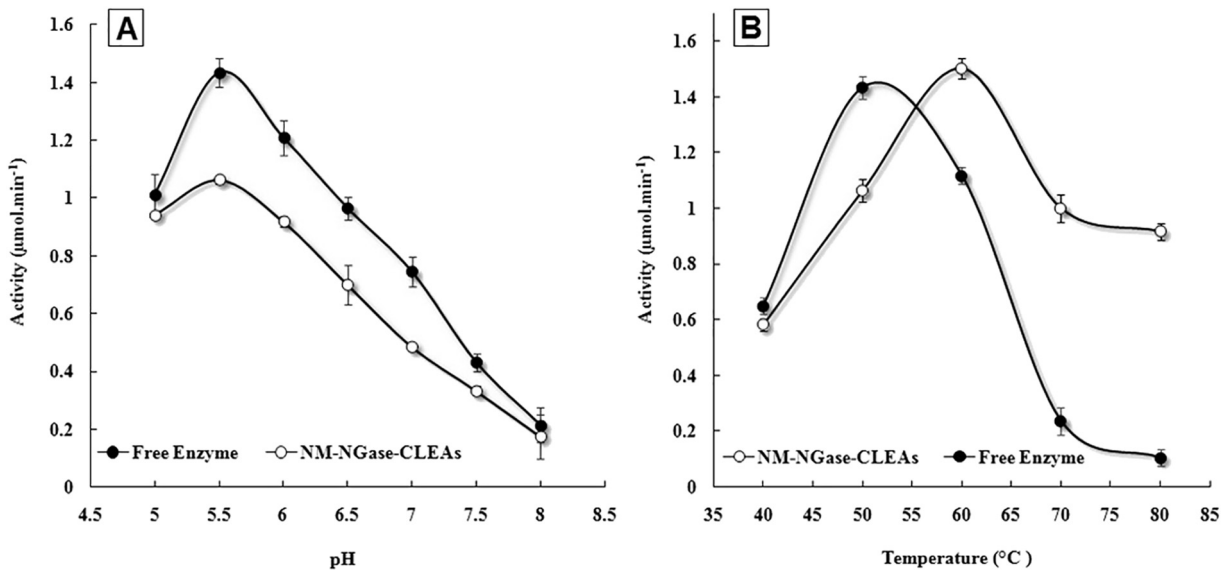 A
Activity (µmol.min⁻¹)
1.6
1.4
1.2
1
0.8
0.6
0.4
0.2
0
Free Enzyme NM-NGase-CLEAs
4.5 5 5.5 6 6.5 7 7.5 8 8.5
pH
B
Activity (µmol.min⁻¹)
1.6
1.4
1.2
1
0.8
0.6
0.4
0.2
0
NM-NGase-CLEAs Free Enzyme
35 40 45 50 55 60 65 70 75 80 85
Temperature (°C )